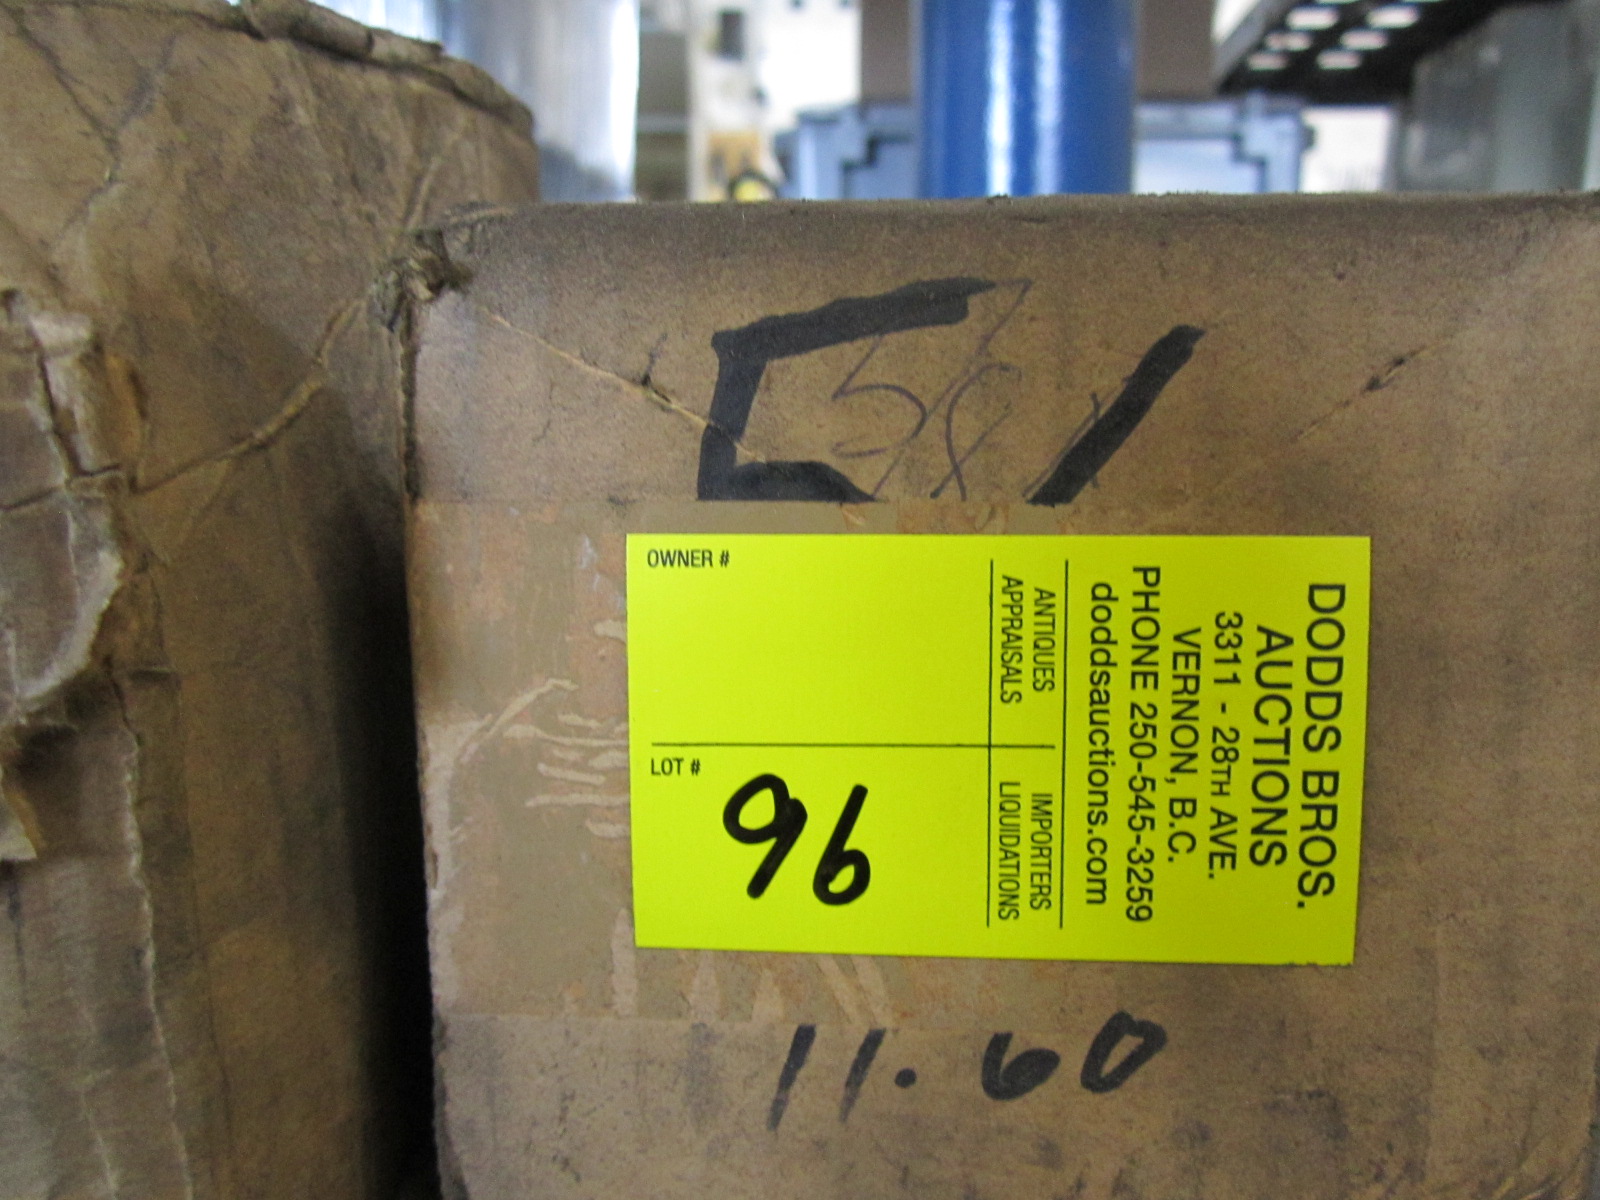 OWNER #
LOT #
96
ANTIQUES IMPORTERS
APPRAISALS LIQUIDATIONS
DODDS BROS.
AUCTIONS
3311 - 28TH AVE.
VERNON, B.C.
PHONE 250-545-3259
doddsauctions.com
11.60